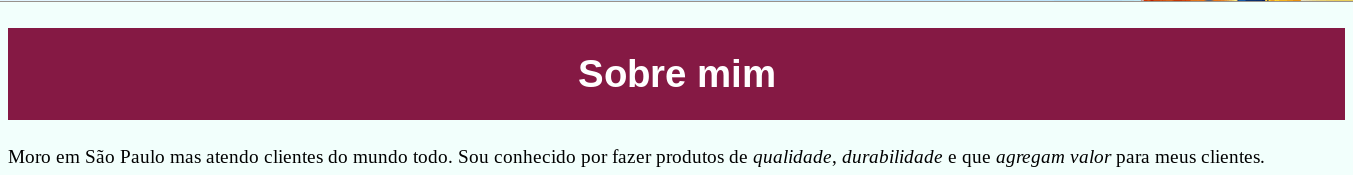 Sobre mim
Moro em São Paulo mas atendo clientes do mundo todo. Sou conhecido por fazer produtos de qualidade, durabilidade e que agregam valor para meus clientes.